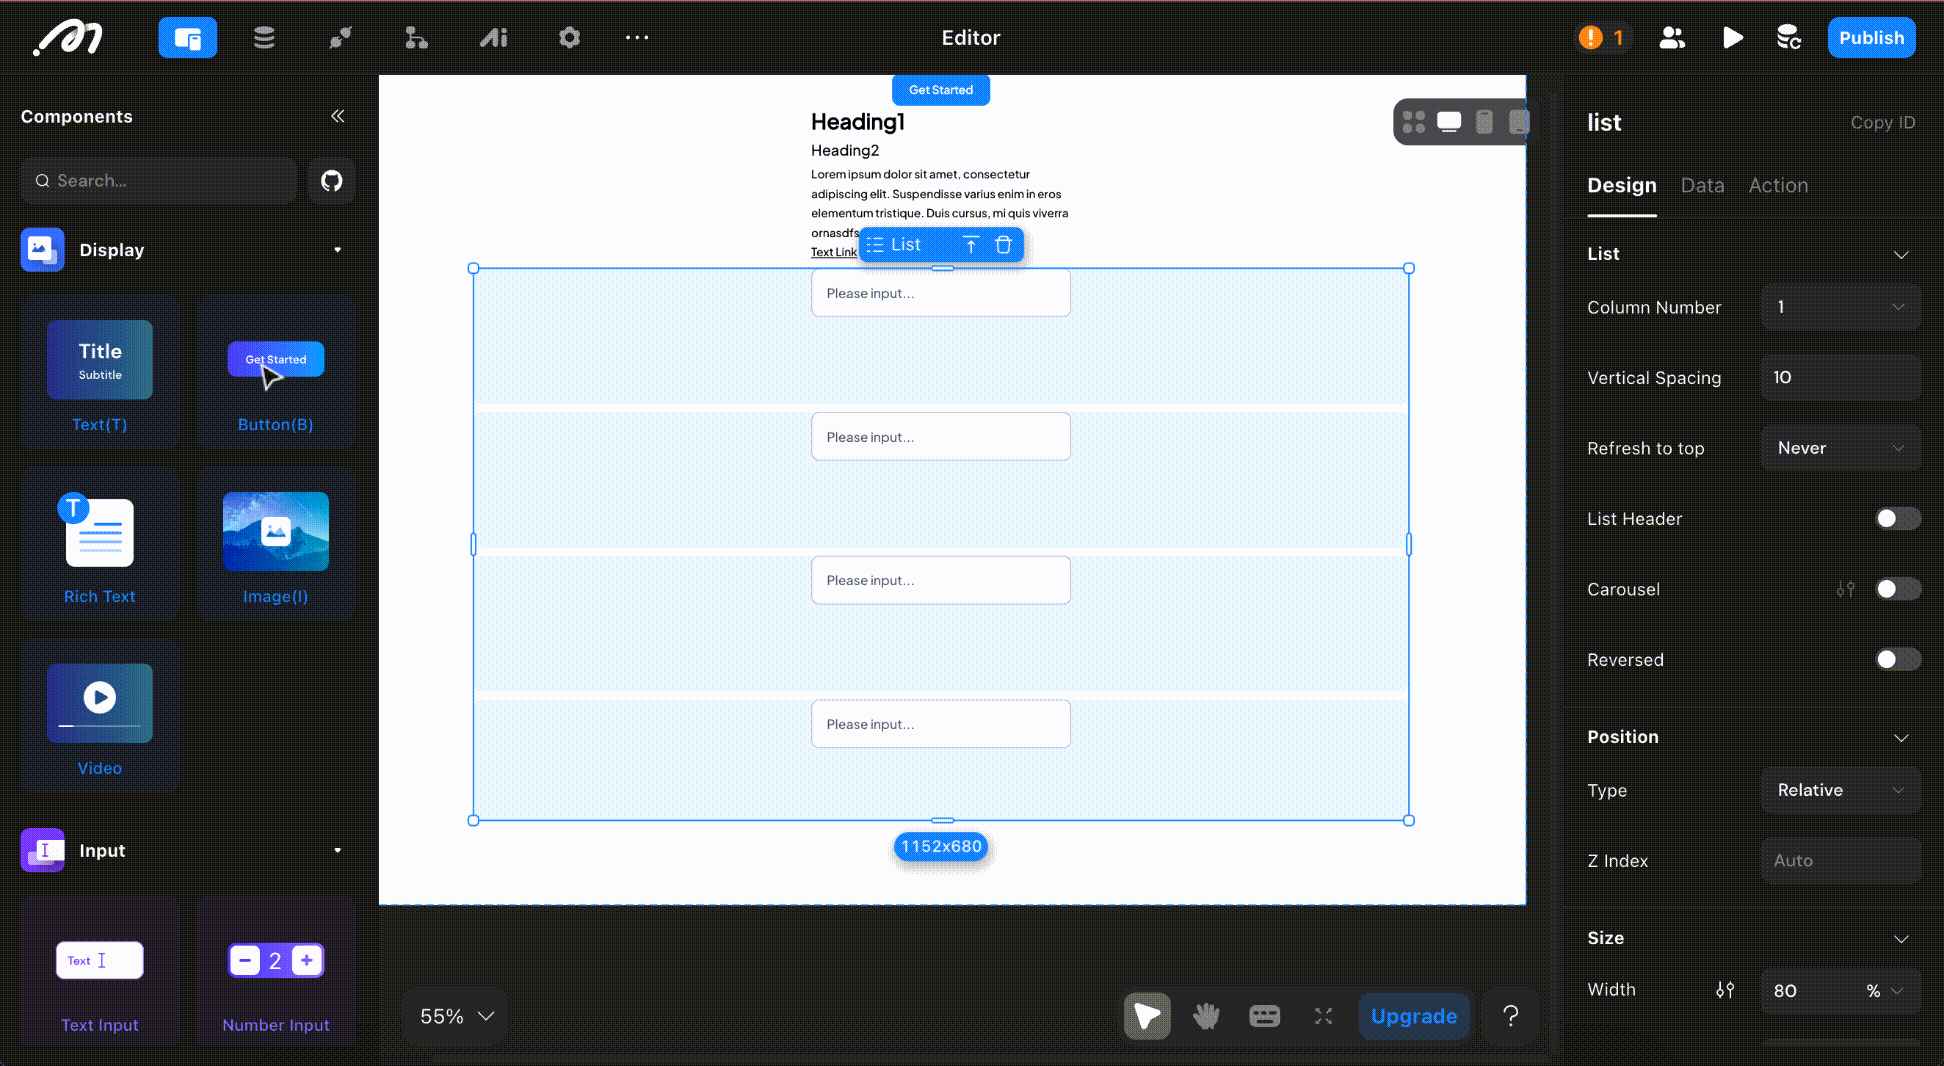 Editor
1
Publish
Components
Search...
Display
Title
Subtitle
Text(T)
Get Started
Button(B)
Rich Text
T
Image(I)
Video
Input
Text
Text Input
2
Number Input
Get Started
Heading1
Heading2
Lorem ipsum dolor sit amet, consectetur
adipiscing elit. Suspendisse varius enim in eros
elementum tristique. Duis cursus, mi quis viverra
ornasdfs
Text Link
List
Please input...
Please input...
Please input...
Please input...
1152x680
55%
Upgrade
?
list
Copy ID
Design Data Action
List
Column Number 1
Vertical Spacing 10
Refresh to top Never
List Header
Carousel
Reversed
Position
Type Relative
Z Index Auto
Size
Width 80 %